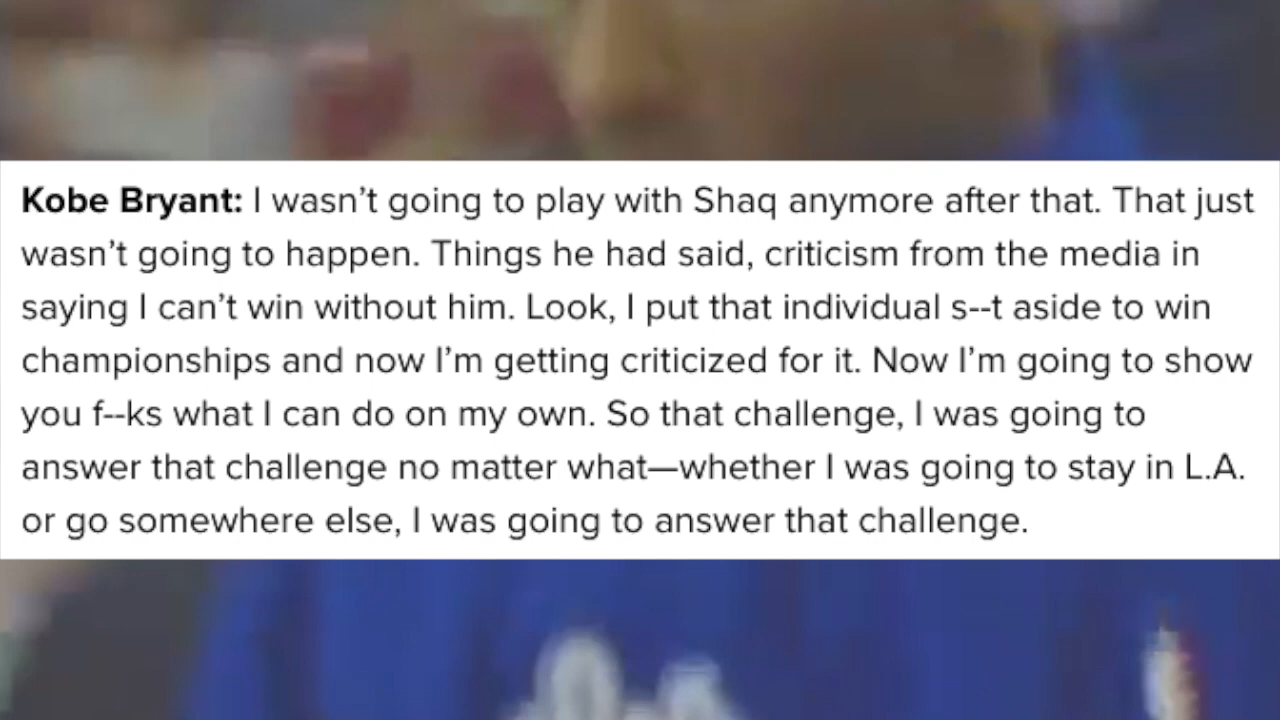 Kobe Bryant: I wasn’t going to play with Shaq anymore after that. That just
wasn’t going to happen. Things he had said, criticism from the media in
saying I can’t win without him. Look, I put that individual s--t aside to win
championships and now I’m getting criticized for it. Now I’m going to show
you f--ks what I can do on my own. So that challenge, I was going to
answer that challenge no matter what—whether I was going to stay in L.A.
or go somewhere else, I was going to answer that challenge.